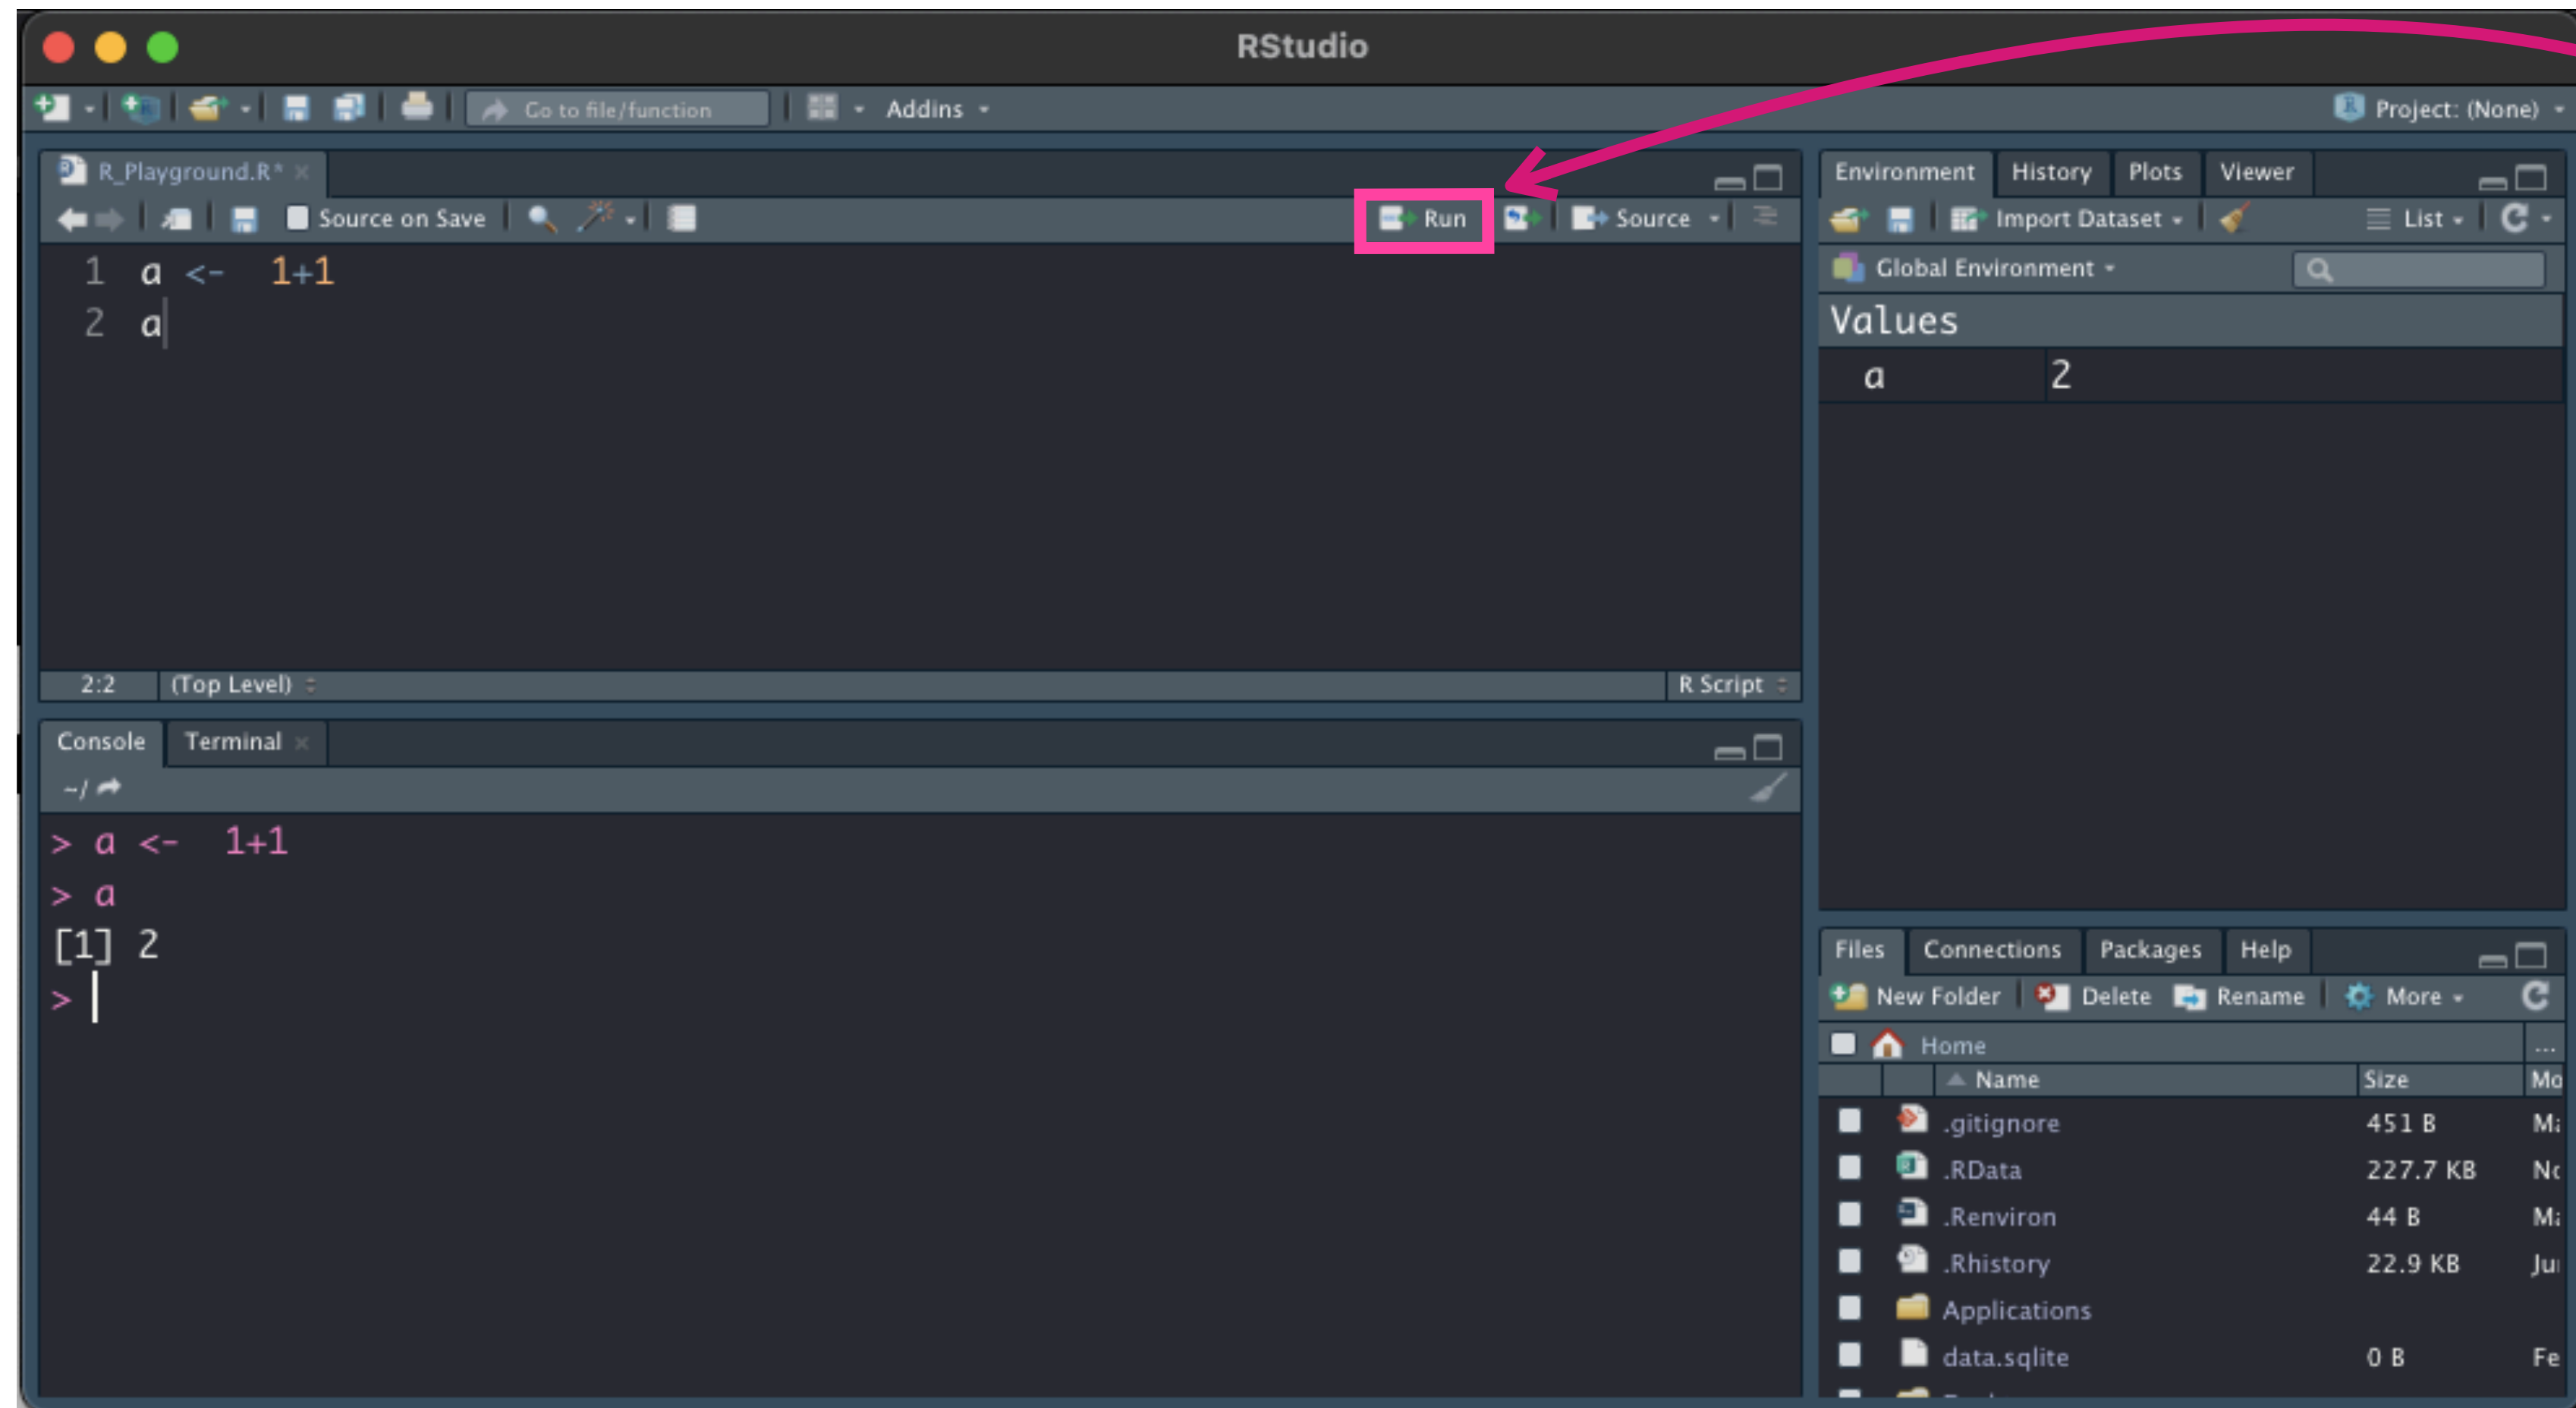 RStudio
Go to file/function Addins Project: (None)
R_Playground.R*
Source on Save Run Source
1 a <-  1+1
2 a
2:2 (Top Level) R Script
Console Terminal
~/
> a <-  1+1
> a
[1] 2
>
Environment History Plots Viewer
Import Dataset List
Global Environment
Values
a 2
Files Connections Packages Help
New Folder Delete Rename More
Home ...
Name Size Mo
.gitignore 451 B
.RData 227.7 KB
.Renviron 44 B
.Rhistory 22.9 KB
Applications
data.sqlite 0 B Fe